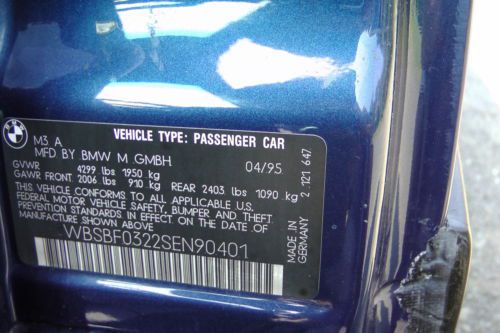 BMW
VEHICLE TYPE: PASSENGER CAR
M3 A
MFD BY BMW M GMBH 04/95
GVWR 4299 lbs 1950 kg
GAWR FRONT 2006 lbs 910 kg REAR 2403 lbs 1090 kg
THIS VEHICLE CONFORMS TO ALL APPLICABLE U.S.
FEDERAL MOTOR VEHICLE SAFETY, BUMPER AND THEFT
PREVENTION STANDARDS IN EFFECT ON THE DATE OF
MANUFACTURE SHOWN ABOVE
WBSBF0322SEN90401
MADE IN GERMANY
2 121 647